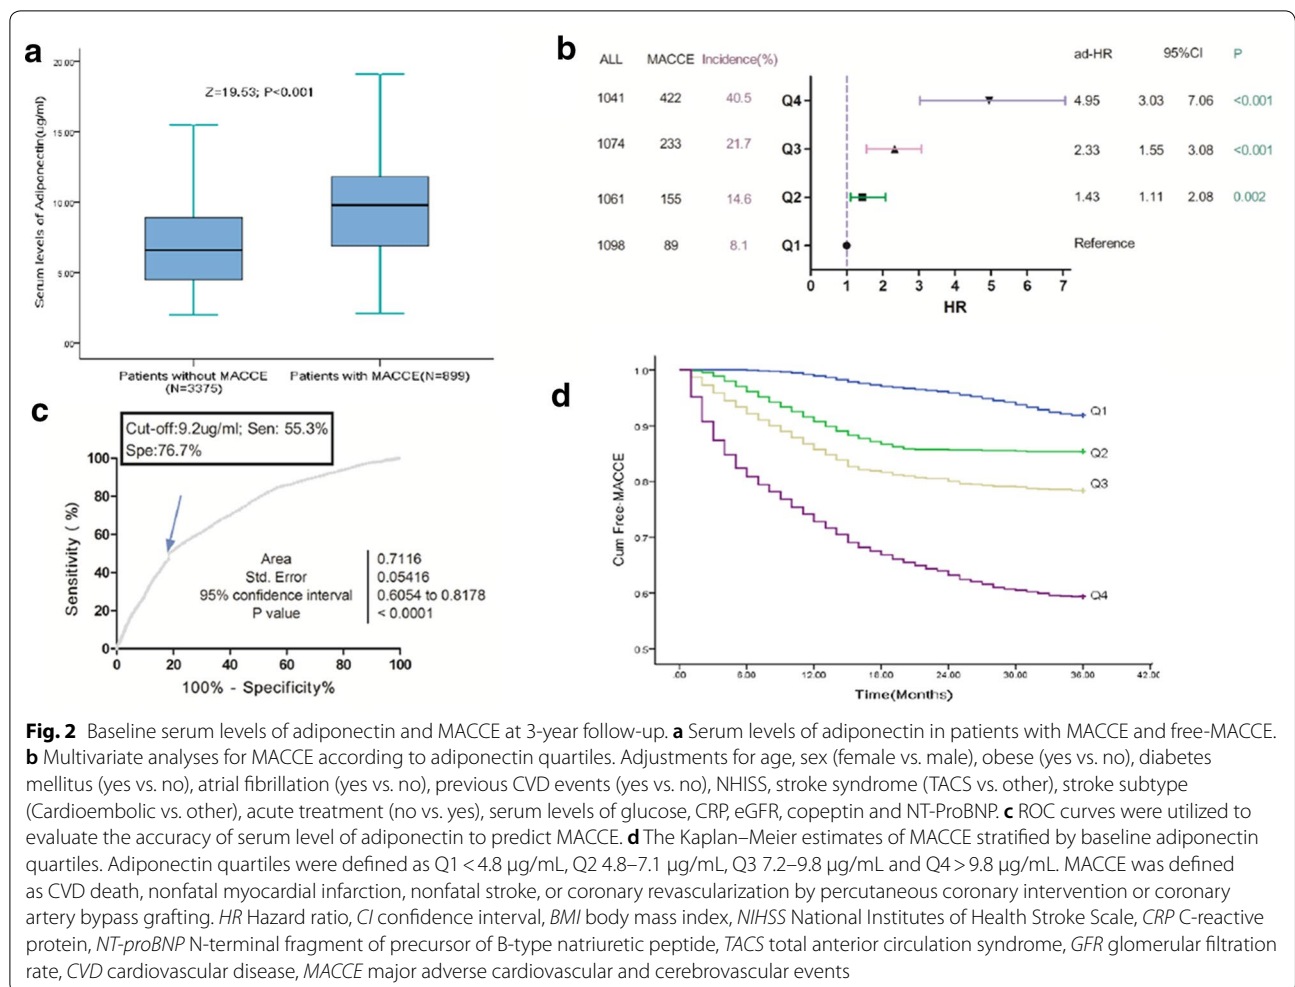 a
Serum levels of Adiponectin(ug/ml)
20.00
15.00
10.00
5.00
.00
Z=19.53; P<0.001
Patients without MACCE
(N=3375)
Patients with MACCE(N=899)
b
ALL MACCE Incidence(%) ad-HR 95%CI P
1041 422 40.5 Q4 4.95 3.03 7.06 <0.001
1074 233 21.7 Q3 2.33 1.55 3.08 <0.001
1061 155 14.6 Q2 1.43 1.11 2.08 0.002
1098 89 8.1 Q1 Reference
0 1 2 3 4 5 6 7
HR
c
Cut-off:9.2ug/ml; Sen: 55.3%
Spe:76.7%
Sensitivity ( %)
100
80
60
40
20
0
Area 0.7116
Std. Error 0.05416
95% confidence interval 0.6054 to 0.8178
P value < 0.0001
0 20 40 60 80 100
100% - Specificity%
d
Cum Free-MACCE
1.0
0.9
0.8
0.7
0.6
0.5
Q1
Q2
Q3
Q4
.00 6.00 12.00 18.00 24.00 30.00 36.00 42.00
Time(Months)
Fig. 2 Baseline serum levels of adiponectin and MACCE at 3-year follow-up. a Serum levels of adiponectin in patients with MACCE and free-MACCE.
b Multivariate analyses for MACCE according to adiponectin quartiles. Adjustments for age, sex (female vs. male), obese (yes vs. no), diabetes
mellitus (yes vs. no), atrial fibrillation (yes vs. no), previous CVD events (yes vs. no), NHISS, stroke syndrome (TACS vs. other), stroke subtype
(Cardioembolic vs. other), acute treatment (no vs. yes), serum levels of glucose, CRP, eGFR, copeptin and NT-ProBNP. c ROC curves were utilized to
evaluate the accuracy of serum level of adiponectin to predict MACCE. d The Kaplan–Meier estimates of MACCE stratified by baseline adiponectin
quartiles. Adiponectin quartiles were defined as Q1 < 4.8 μg/mL, Q2 4.8–7.1 μg/mL, Q3 7.2–9.8 μg/mL and Q4 > 9.8 μg/mL. MACCE was defined
as CVD death, nonfatal myocardial infarction, nonfatal stroke, or coronary revascularization by percutaneous coronary intervention or coronary
artery bypass grafting. HR Hazard ratio, CI confidence interval, BMI body mass index, NIHSS National Institutes of Health Stroke Scale, CRP C-reactive
protein, NT-proBNP N-terminal fragment of precursor of B-type natriuretic peptide, TACS total anterior circulation syndrome, GFR glomerular filtration
rate, CVD cardiovascular disease, MACCE major adverse cardiovascular and cerebrovascular events